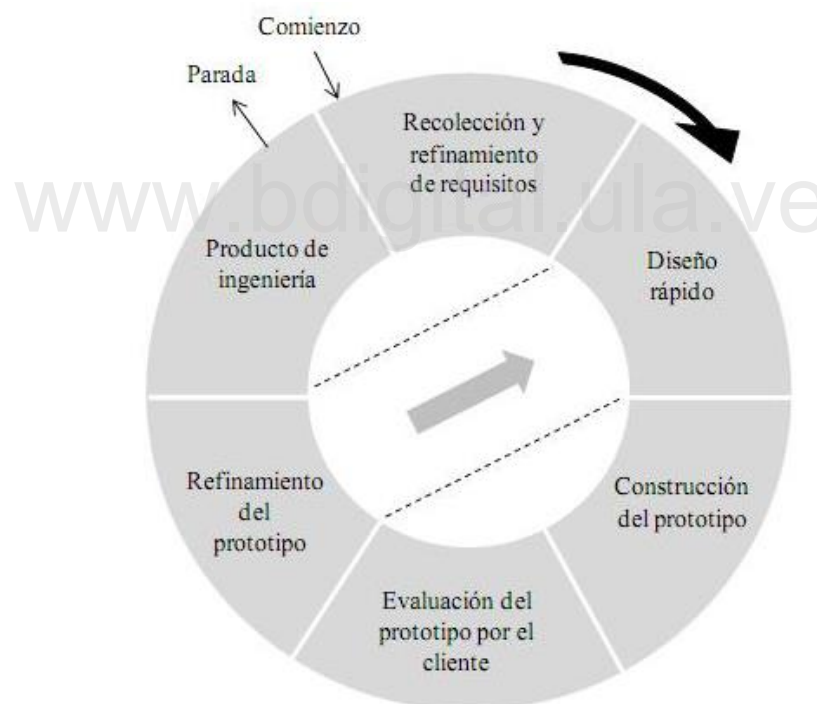 Comienzo
Parada
Recolección y
refinamiento
de requisitos
www.bdigital.ula.ve
Diseño
rápido
Construcción
del prototipo
Evaluación del
prototipo por el
cliente
Refinamiento
del
prototipo
Producto de
ingeniería